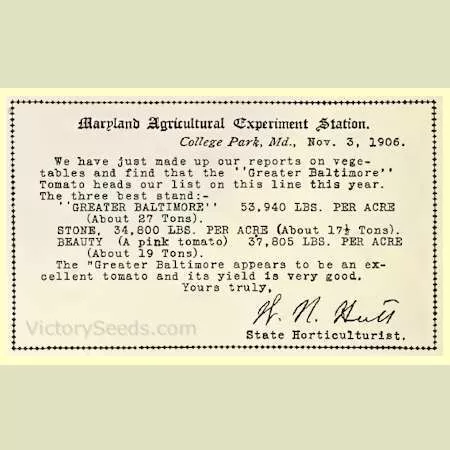 Maryland Agricultural Experiment Station.
College Park, Md., Nov. 3, 1906.
We have just made up our reports on vege-
tables and find that the ''Greater Baltimore''
Tomato heads our list on this line this year.
The three best stand:-
''GREATER BALTIMORE'' 53,940 LBS. PER ACRE
(About 27 Tons).
STONE, 34,800 LBS. PER ACRE (About 17½ Tons).
BEAUTY (A pink tomato) 37,805 LBS. PER ACRE
(About 19 Tons).
The "Greater Baltimore appears to be an ex-
cellent tomato and its yield is very good.
Yours truly,
W. N. Hutt
State Horticulturist.
VictorySeeds.com